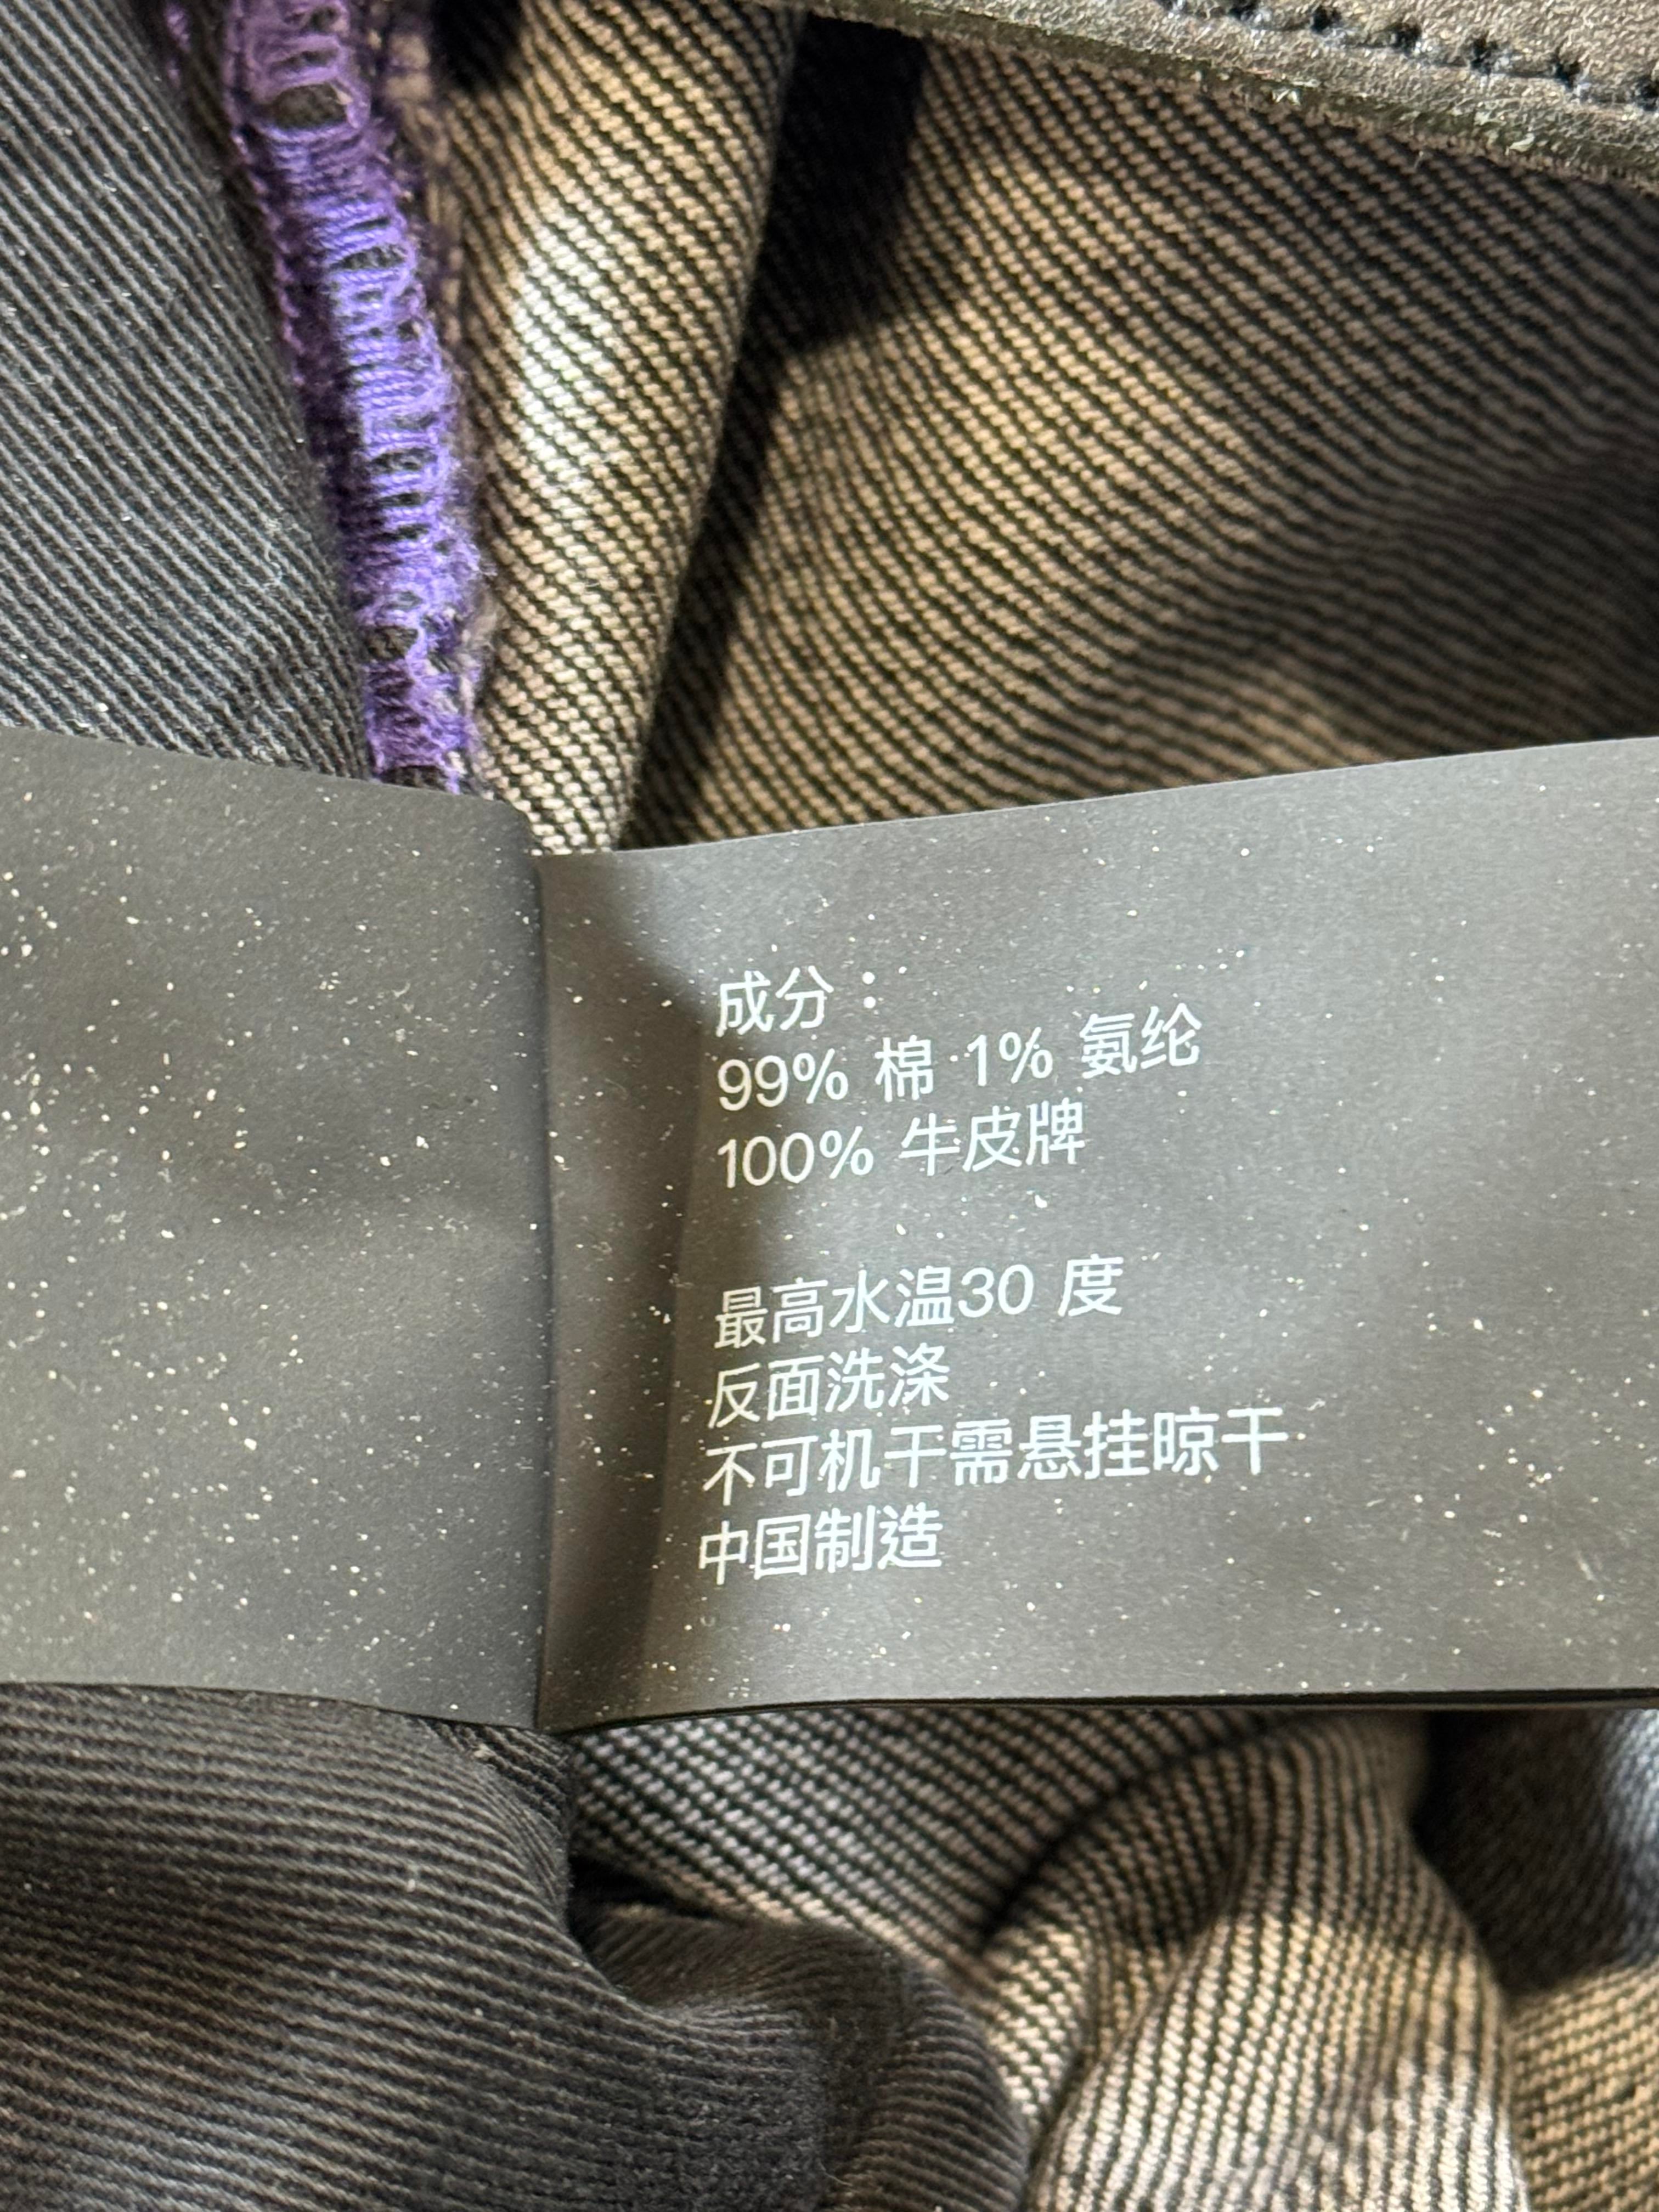 成分：
99% 棉 1% 氨纶
100% 牛皮牌
最高水温30 度
反面洗涤
不可机干需悬挂晾干
中国制造